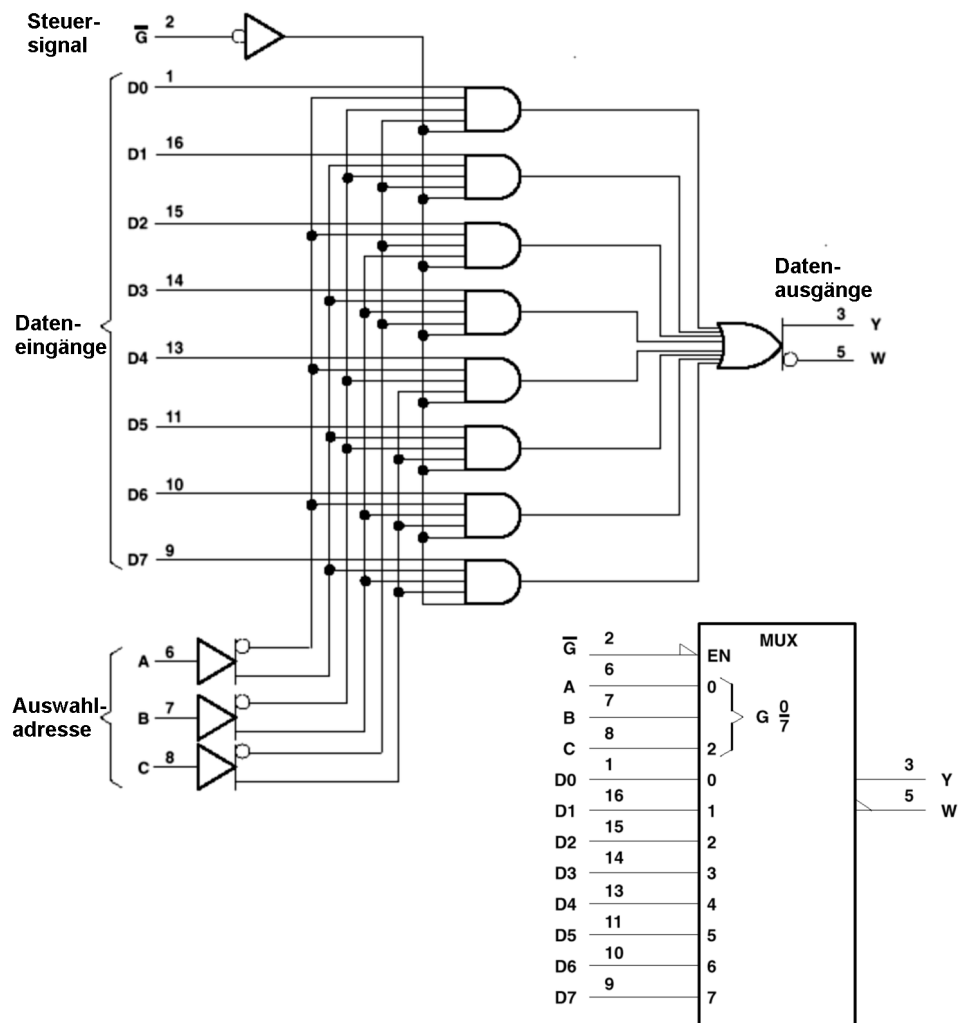 Steuer-
signal
G̅ 2
D0 1
D1 16
D2 15
D3 14
Daten-
eingänge
D4 13
D5 11
D6 10
D7 9
Daten-
ausgänge
3 Y
5 W
Auswahl-
adresse
A 6
B 7
C 8
MUX
G̅ 2 EN
A 6 0
B 7
G 0/7
C 8 2
D0 1 0
D1 16 1
D2 15 2
D3 14 3
D4 13 4
D5 11 5
D6 10 6
D7 9 7
3 Y
5 W